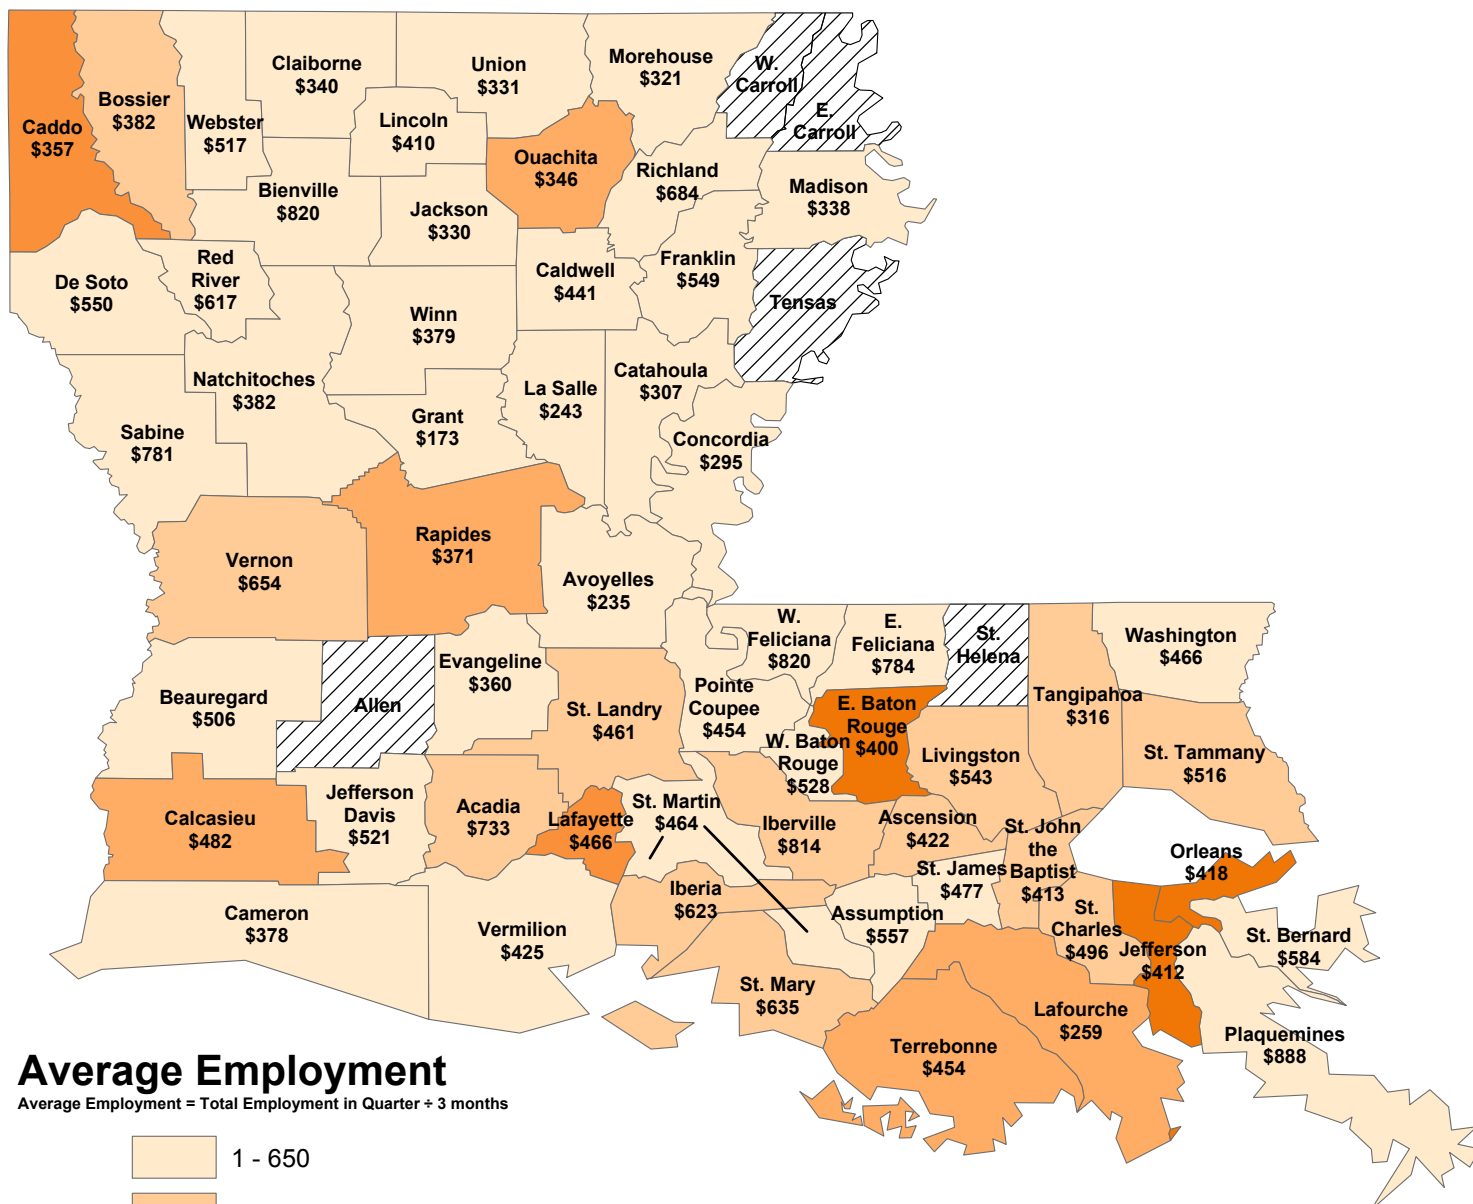 Caddo
$357
Bossier
$382
Webster
$517
Claiborne
$340
Union
$331
Morehouse
$321
W.
Carroll
E.
Carroll
Lincoln
$410
Ouachita
$346
Richland
$684
Madison
$338
Bienville
$820
Jackson
$330
De Soto
$550
Red
River
$617
Caldwell
$441
Franklin
$549
Tensas
Winn
$379
Natchitoches
$382
La Salle
$243
Catahoula
$307
Sabine
$781
Grant
$173
Concordia
$295
Vernon
$654
Rapides
$371
Avoyelles
$235
Beauregard
$506
Allen
Evangeline
$360
St. Landry
$461
Pointe
Coupee
$454
W.
Feliciana
$820
E.
Feliciana
$784
St.
Helena
Tangipahoa
$316
Washington
$466
E. Baton
Rouge
$400
W. Baton
Rouge
$528
Livingston
$543
St. Tammany
$516
Calcasieu
$482
Jefferson
Davis
$521
Acadia
$733
Lafayette
$466
St. Martin
$464
Iberville
$814
Ascension
$422
St. John
the
Baptist
$413
St. James
$477
Orleans
$418
Cameron
$378
Vermilion
$425
Iberia
$623
Assumption
$557
St.
Charles
$496
Jefferson
$412
St. Bernard
$584
St. Mary
$635
Terrebonne
$454
Lafourche
$259
Plaquemines
$888
Average Employment
Average Employment = Total Employment in Quarter ÷ 3 months
1 - 650